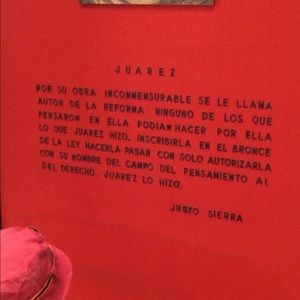 JUAREZ
POR SU OBRA INCONMENSURABLE SE LE LLAMA
AUTOR DE LA REFORMA NINGUNO DE LOS QUE
PENSARON EN ELLA PODIAN HACER POR ELLA
LO QUE JUAREZ HIZO, INSCRIBIRLA EN EL BRONCE
DE LA LEY HACERLA PASAR CON SOLO AUTORIZARLA
CON SU NOMBRE DEL CAMPO DEL PENSAMIENTO AL
DEL DERECHO. JUAREZ LO HIZO.
JUSTO SIERRA